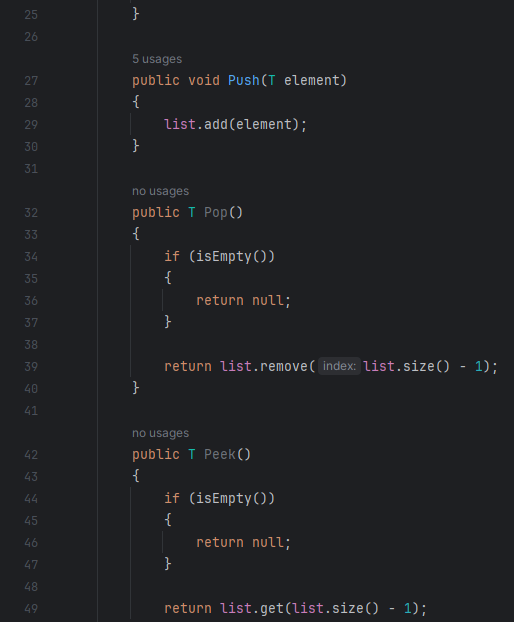 25 }
26
5 usages
27 public void Push(T element)
28 {
29 list.add(element);
30 }
31
no usages
32 public T Pop()
33 {
34 if (isEmpty())
35 {
36 return null;
37 }
38
39 return list.remove( index: list.size() - 1);
40 }
41
no usages
42 public T Peek()
43 {
44 if (isEmpty())
45 {
46 return null;
47 }
48
49 return list.get(list.size() - 1);